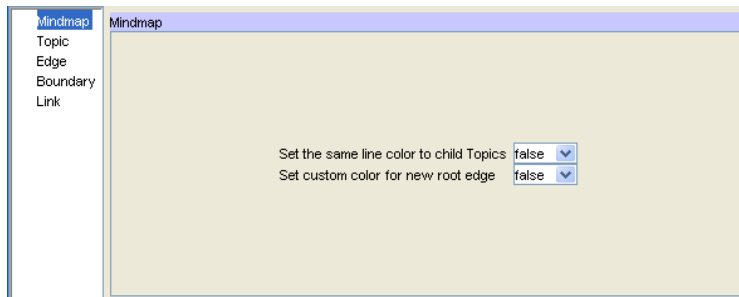 Mindmap
Topic
Edge
Boundary
Link
Mindmap
Set the same line color to child Topics false
Set custom color for new root edge false